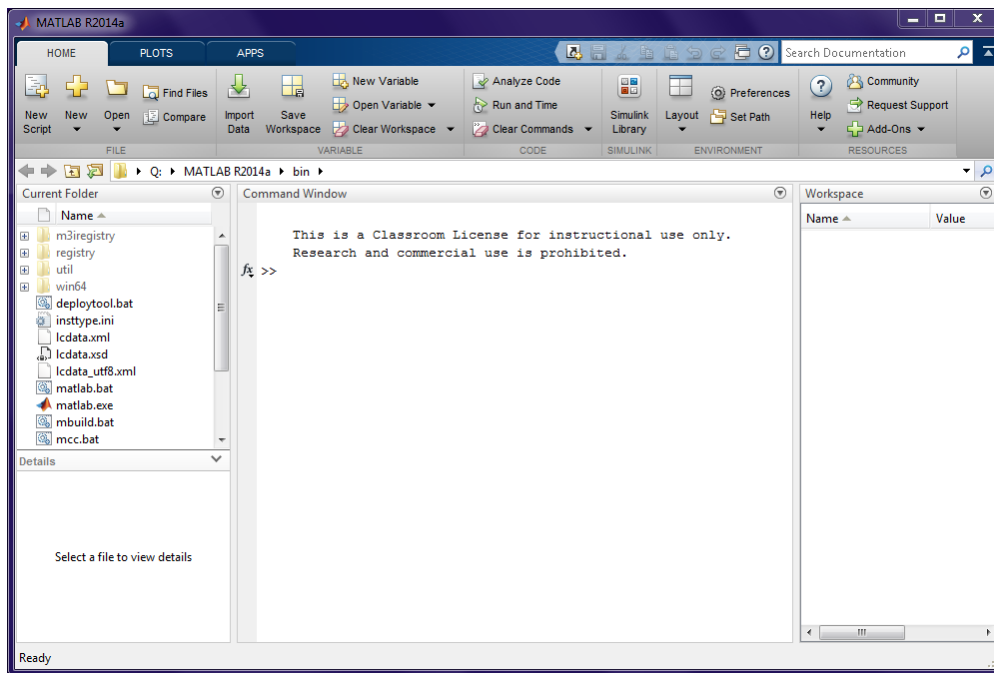 MATLAB R2014a
HOME PLOTS APPS
Search Documentation
New Script
New
Open
Find Files
Compare
FILE
Import Data
Save Workspace
New Variable
Open Variable
Clear Workspace
VARIABLE
Analyze Code
Run and Time
Clear Commands
CODE
Simulink Library
SIMULINK
Layout
Preferences
Set Path
ENVIRONMENT
Help
Community
Request Support
Add-Ons
RESOURCES
Q: MATLAB R2014a bin
Current Folder
Name
m3iregistry
registry
util
win64
deploytool.bat
insttype.ini
lcdata.xml
lcdata.xsd
lcdata_utf8.xml
matlab.bat
matlab.exe
mbuild.bat
mcc.bat
Details
Select a file to view details
Command Window
This is a Classroom License for instructional use only.
Research and commercial use is prohibited.
fx >>
Workspace
Name Value
Ready